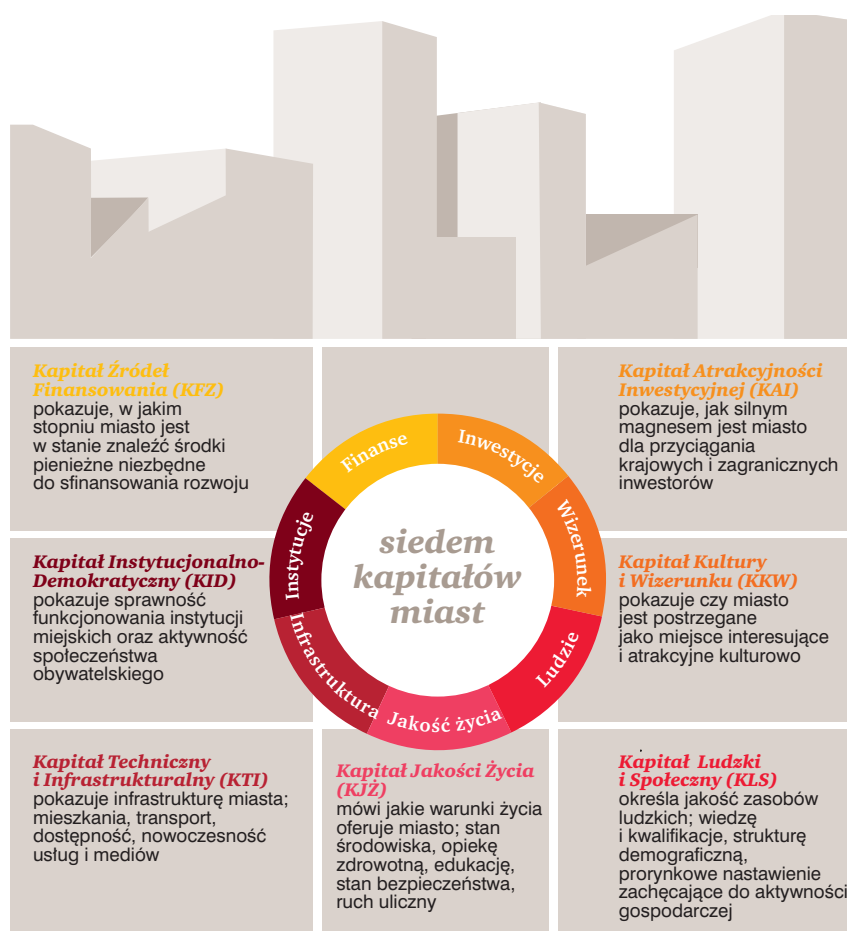 Kapitał Źródeł
Finansowania (KFZ)
pokazuje, w jakim
stopniu miasto jest
w stanie znaleźć środki
pieniężne niezbędne
do sfinansowania rozwoju
Kapitał Atrakcyjności
Inwestycyjnej (KAI)
pokazuje, jak silnym
magnesem jest miasto
dla przyciągania
krajowych i zagranicznych
inwestorów
Finanse
Inwestycje
Wizerunek
Ludzie
Jakość życia
Infrastruktura
Instytucje
siedem
kapitałów
miast
Kapitał Instytucjonalno-
Demokratyczny (KID)
pokazuje sprawność
funkcjonowania instytucji
miejskich oraz aktywność
społeczeństwa
obywatelskiego
Kapitał Kultury
i Wizerunku (KKW)
pokazuje czy miasto
jest postrzegane
jako miejsce interesujące
i atrakcyjne kulturowo
Kapitał Techniczny
i Infrastrukturalny (KTI)
pokazuje infrastrukturę miasta;
mieszkania, transport,
dostępność, nowoczesność
usług i mediów
Kapitał Jakości Życia
(KJŻ)
mówi jakie warunki życia
oferuje miasto; stan
środowiska, opiekę
zdrowotną, edukację,
stan bezpieczeństwa,
ruch uliczny
Kapitał Ludzki
i Społeczny (KLS)
określa jakość zasobów
ludzkich; wiedzę
i kwalifikacje, strukturę
demograficzną,
prorynkowe nastawienie
zachęcające do aktywności
gospodarczej